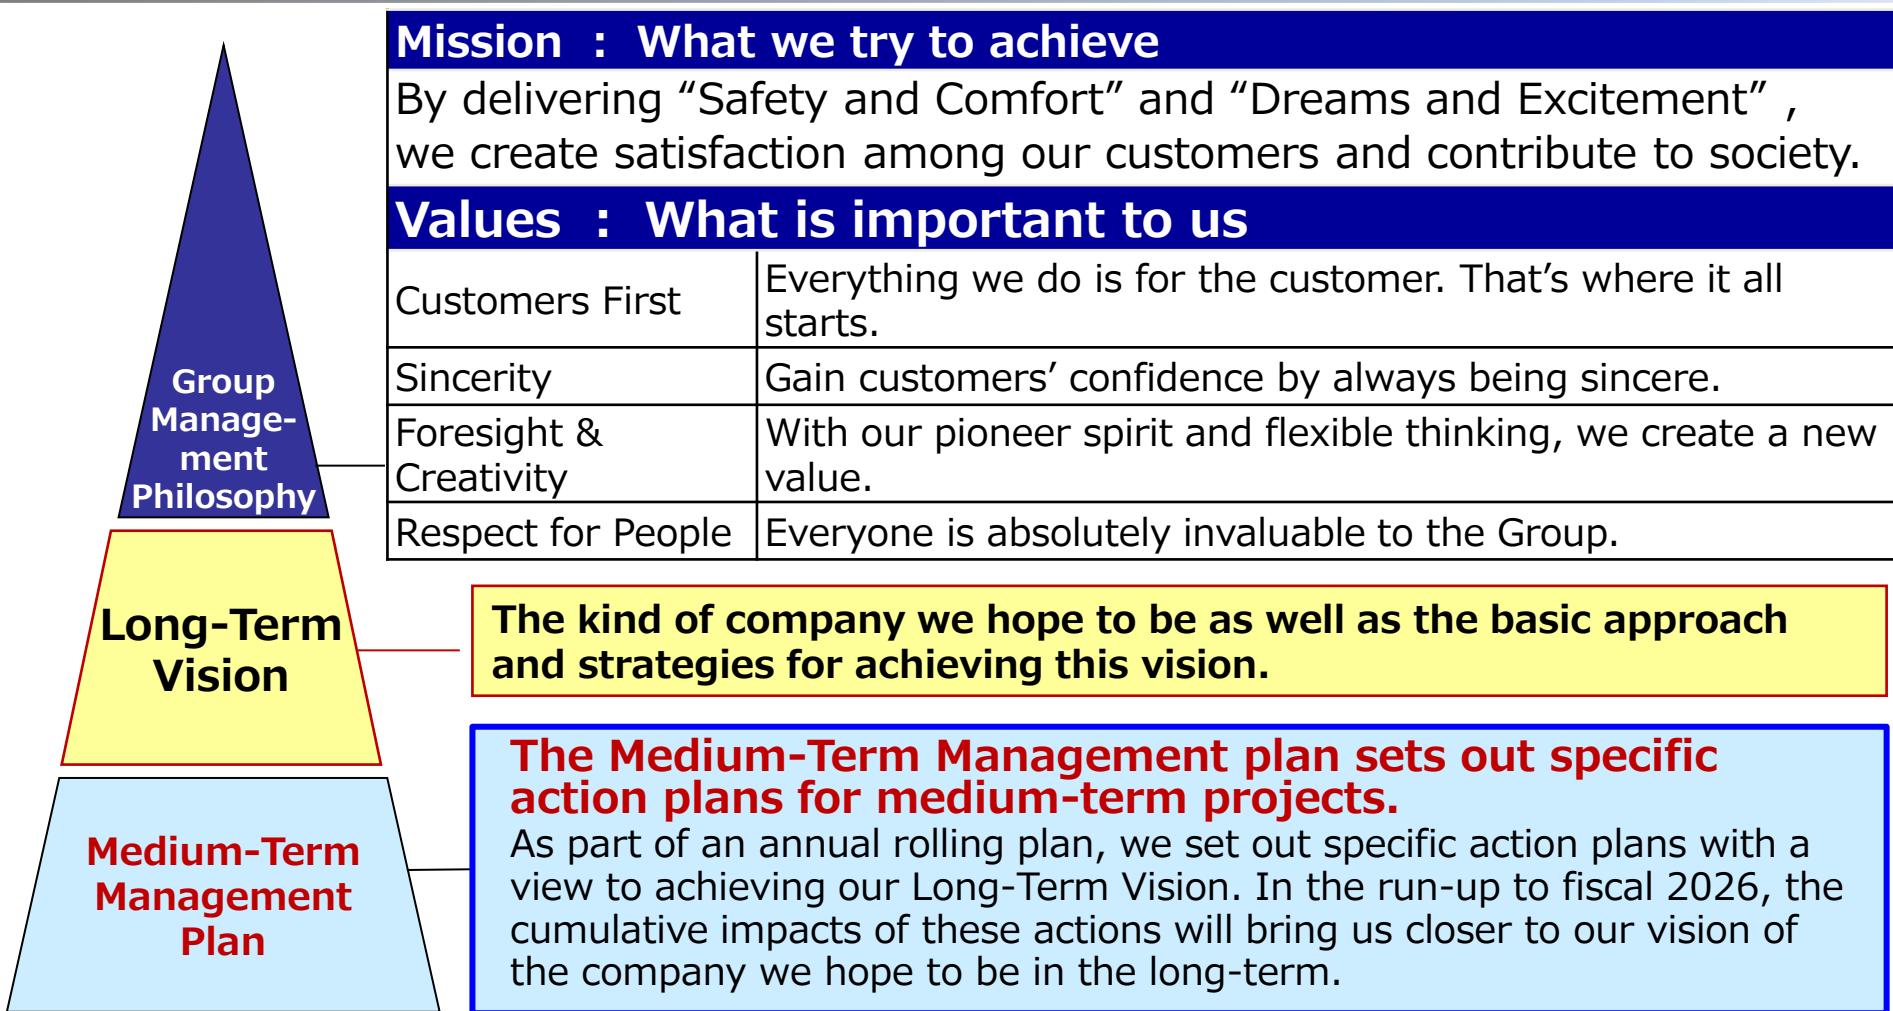 Mission : What we try to achieve
By delivering “Safety and Comfort” and “Dreams and Excitement” ,
we create satisfaction among our customers and contribute to society.
Values : What is important to us
Customers First
Everything we do is for the customer. That’s where it all
starts.
Sincerity
Gain customers’ confidence by always being sincere.
Foresight &
Creativity
With our pioneer spirit and flexible thinking, we create a new
value.
Respect for People
Everyone is absolutely invaluable to the Group.
Group
Manage-
ment
Philosophy
Long-Term
Vision
The kind of company we hope to be as well as the basic approach
and strategies for achieving this vision.
Medium-Term
Management
Plan
The Medium-Term Management plan sets out specific
action plans for medium-term projects.
As part of an annual rolling plan, we set out specific action plans with a
view to achieving our Long-Term Vision. In the run-up to fiscal 2026, the
cumulative impacts of these actions will bring us closer to our vision of
the company we hope to be in the long-term.